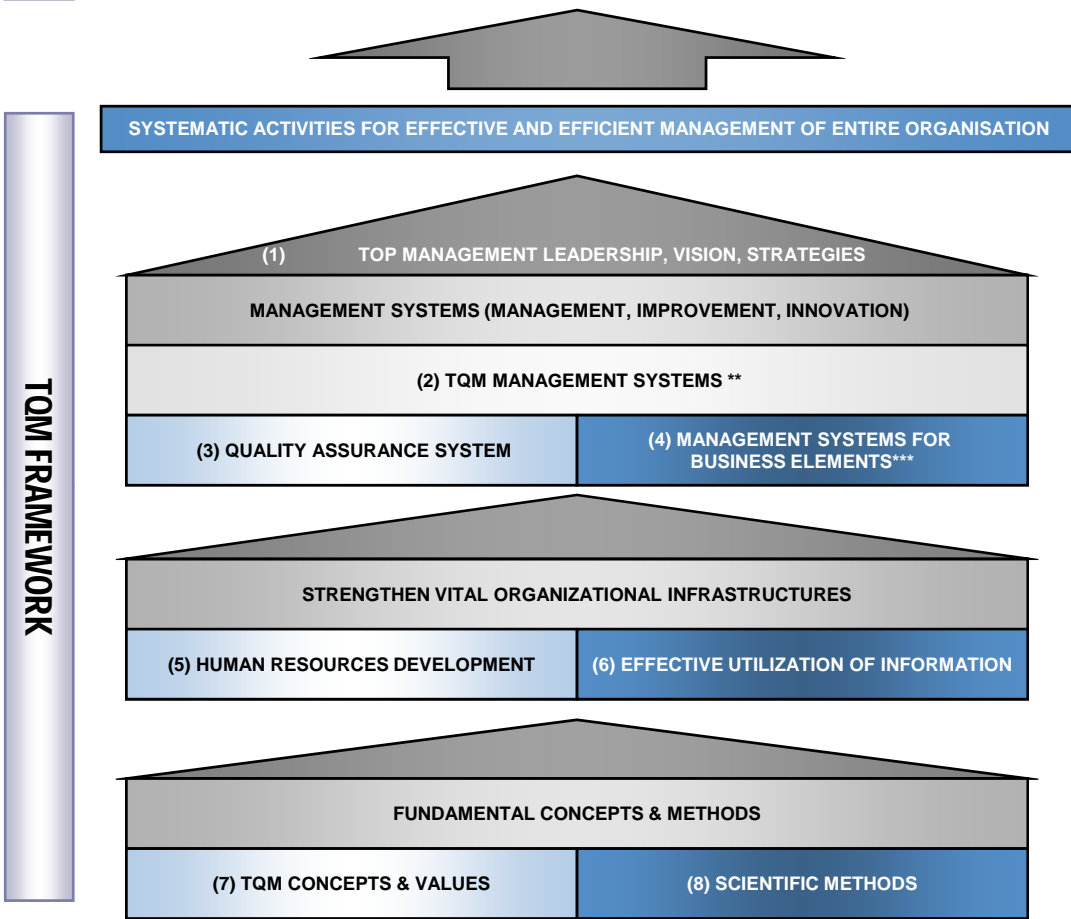 SYSTEMATIC ACTIVITIES FOR EFFECTIVE AND EFFICIENT MANAGEMENT OF ENTIRE ORGANISATION
TQM FRAMEWORK
(1) TOP MANAGEMENT LEADERSHIP, VISION, STRATEGIES
MANAGEMENT SYSTEMS (MANAGEMENT, IMPROVEMENT, INNOVATION)
(2) TQM MANAGEMENT SYSTEMS **
(3) QUALITY ASSURANCE SYSTEM
(4) MANAGEMENT SYSTEMS FOR
BUSINESS ELEMENTS***
STRENGTHEN VITAL ORGANIZATIONAL INFRASTRUCTURES
(5) HUMAN RESOURCES DEVELOPMENT
(6) EFFECTIVE UTILIZATION OF INFORMATION
FUNDAMENTAL CONCEPTS & METHODS
(7) TQM CONCEPTS & VALUES
(8) SCIENTIFIC METHODS